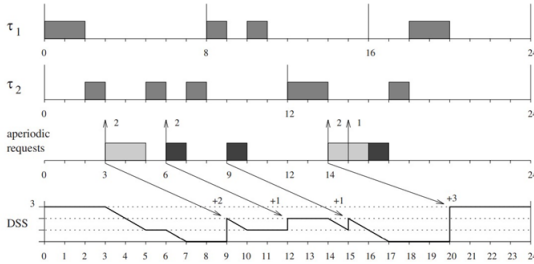 τ1
0 8 16 24
τ2
0 12 24
2 2 2 1
aperiodic
requests
0 3 6 9 12 14 24
+2 +1 +1 +3
3
DSS
0 1 2 3 4 5 6 7 8 9 10 11 12 13 14 15 16 17 18 19 20 21 22 23 24